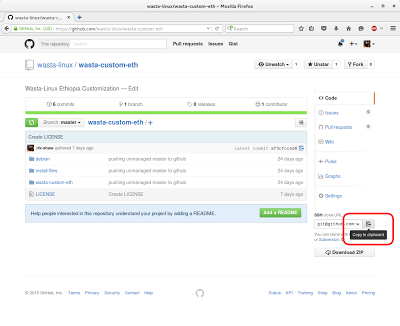 wasta-linux/wasta-custom-eth - Mozilla Firefox
wasta-linux/wasta-c...
GitHub, Inc. (US) https://github.com/wasta-linux/wasta-custom-eth
Search
This repository Search
Pull requests Issues Gist
wasta-linux / wasta-custom-eth
Unwatch 1
Unstar 1
Fork 0
Wasta-Linux Ethiopia Customization — Edit
6 commits
1 branch
0 releases
1 contributor
Branch: master
wasta-custom-eth / +
Create LICENSE
rik-shaw authored 7 days ago
latest commit
debian pushing unmanaged master to github 24 days ago
install-files pushing unmanaged master to github 24 days ago
wasta-custom-eth pushing unmanaged master to github 24 days ago
LICENSE Create LICENSE 7 days ago
Help people interested in this repository understand your project by adding a README.
Add a README
Code
Issues 0
Pull requests 0
Wiki
Pulse
Graphs
Settings
SSH clone URL
git@github.com:w
Copy to clipboard
You can clone
or Subversion
Download ZIP
© 2015 GitHub, Inc. Terms Privacy Security Contact Help
Status API Training Shop Blog About Pricing